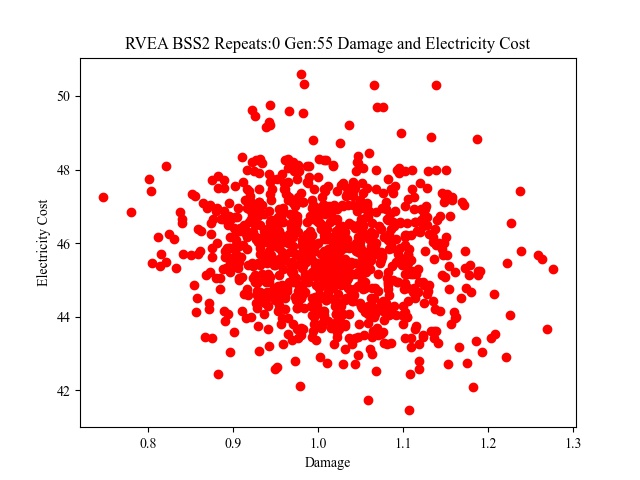 RVEA BSS2 Repeats:0 Gen:55 Damage and Electricity Cost
50
48
46
44
42
Electricity Cost
0.8 0.9 1.0 1.1 1.2 1.3
Damage